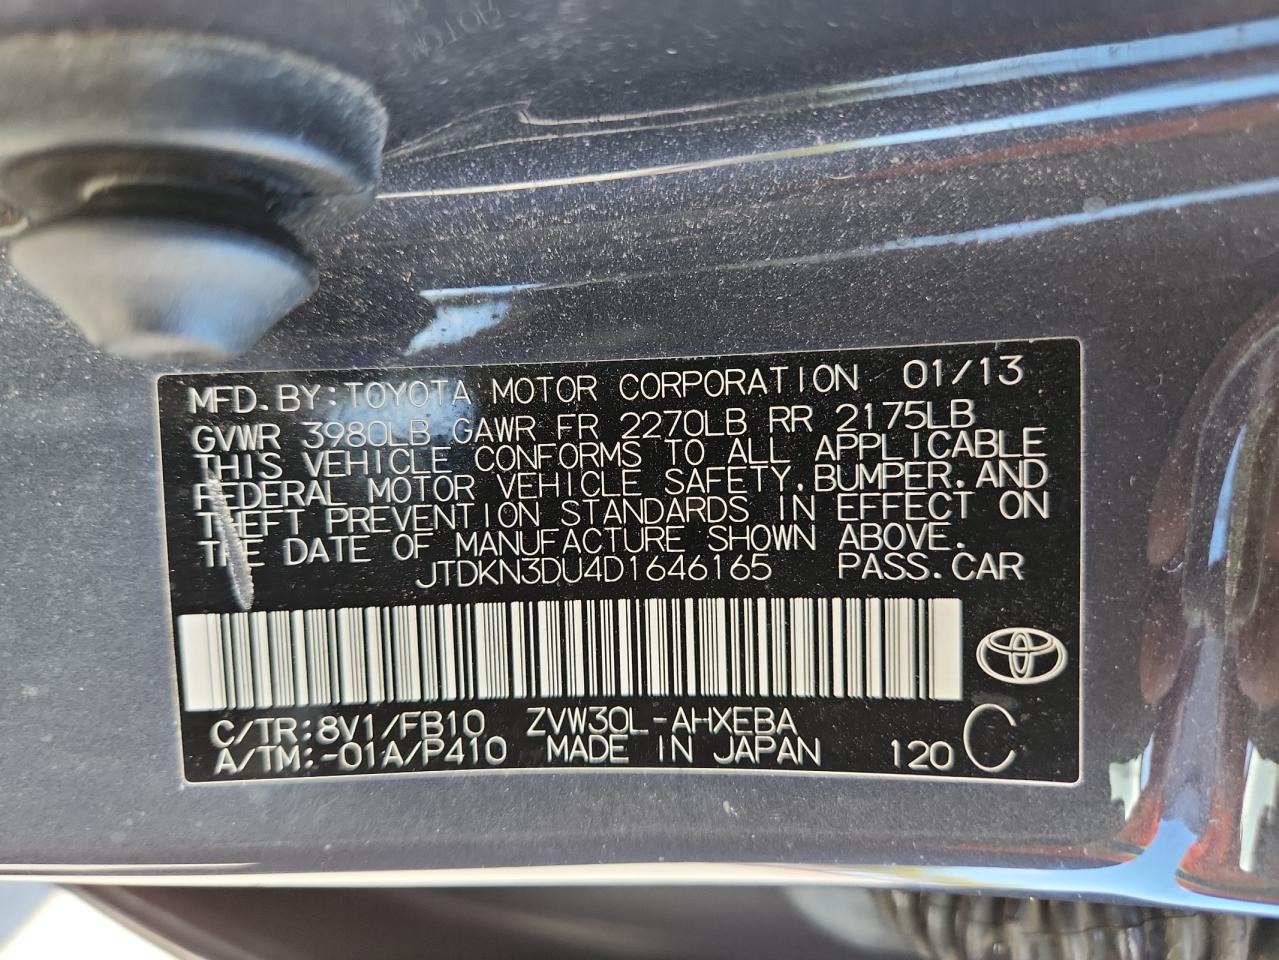 MFD. BY: TOYOTA MOTOR CORPORATION 01/13
GVWR 3980LB GAWR FR 2270LB RR 2175LB
THIS VEHICLE CONFORMS TO ALL APPLICABLE
FEDERAL MOTOR VEHICLE SAFETY, BUMPER, AND
THEFT PREVENTION STANDARDS IN EFFECT ON
THE DATE OF MANUFACTURE SHOWN ABOVE.
JTDKN3DU4D1646165 PASS. CAR
C/TR: 8V1/FB10 ZVW30L-AHXEBA
A/TM: -01A/P410 MADE IN JAPAN 120 C